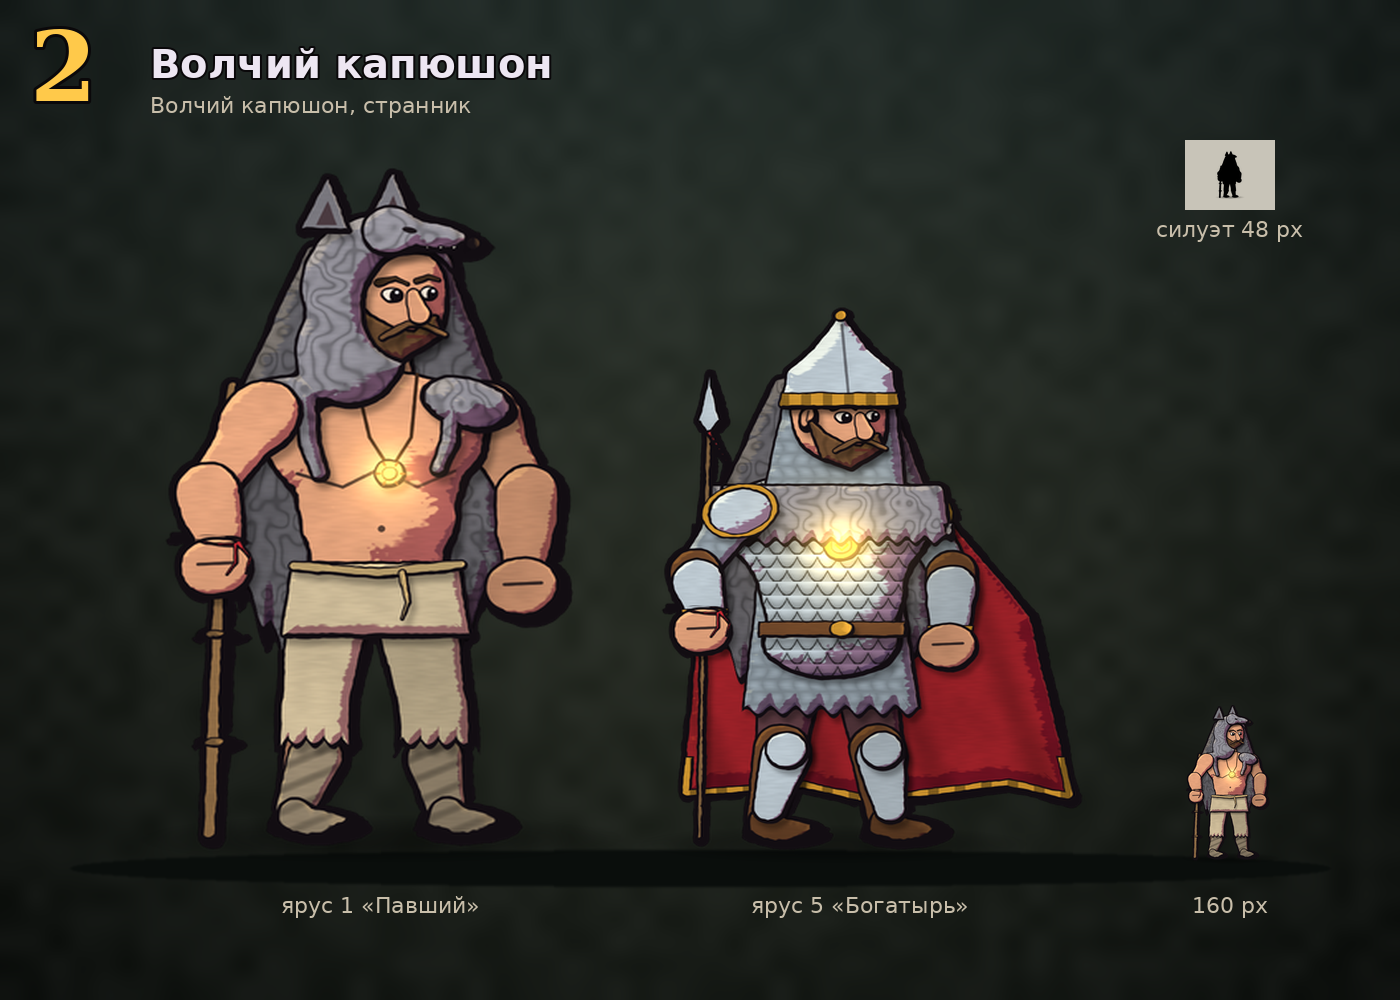 2
Волчий капюшон
Волчий капюшон, странник
силуэт 48 px
ярус 1 «Павший»
ярус 5 «Богатырь»
160 px